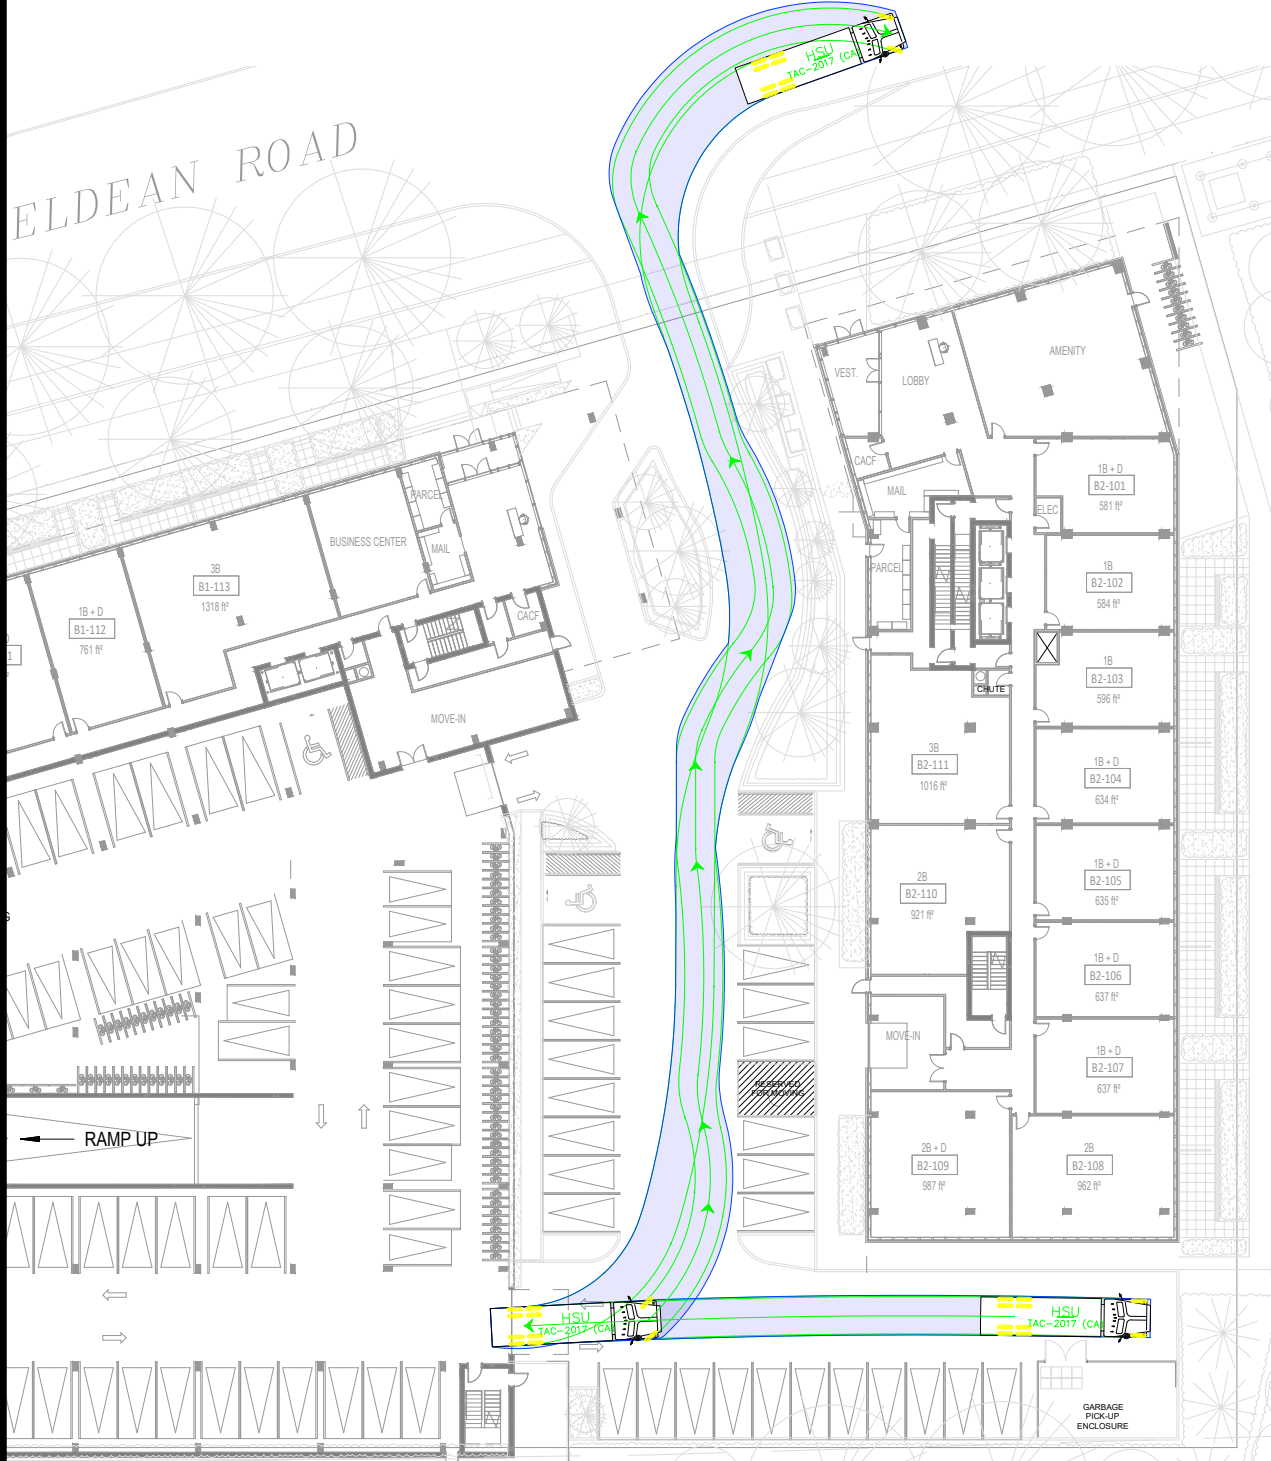 HSU
TAC-2017 (CA
ELDEAN ROAD
AMENITY
VEST.
LOBBY
CACF
MAIL
1B + D
B2-101
581 ft²
ELEC
PARCEL
BUSINESS CENTER
MAIL
3B
B1-113
1318 ft²
1B + D
B1-112
761 ft²
CACF
PARCEL
1B
B2-102
584 ft²
1B
B2-103
596 ft²
CHUTE
MOVE-IN
3B
B2-111
1016 ft²
1B + D
B2-104
634 ft²
2B
B2-110
921 ft²
1B + D
B2-105
635 ft²
1B + D
B2-106
637 ft²
MOVE-IN
1B + D
B2-107
637 ft²
RESERVED
FOR MOVING
RAMP UP
2B + D
B2-109
987 ft²
2B
B2-108
962 ft²
HSU
TAC-2017 (CA
HSU
TAC-2017 (CA
GARBAGE
PICK-UP
ENCLOSURE